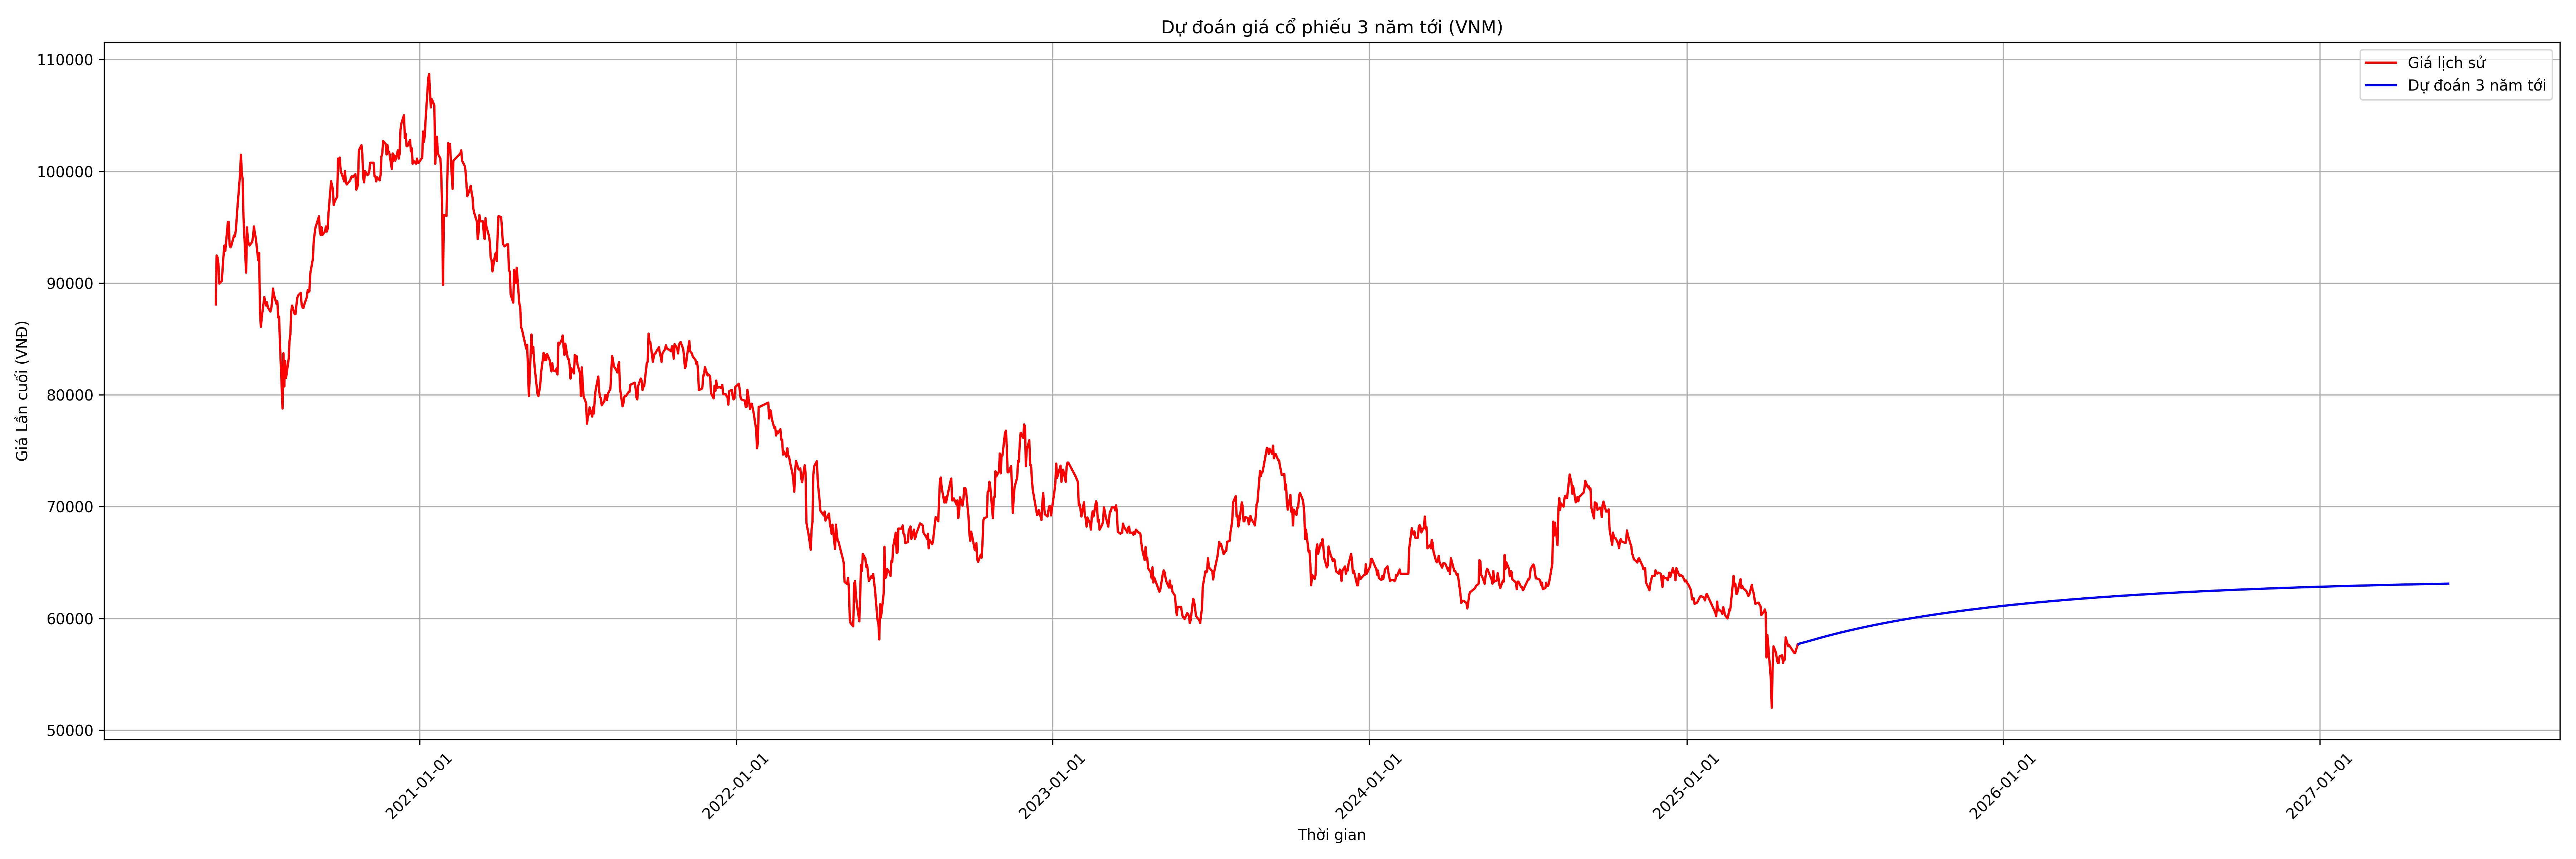 Dự đoán giá cổ phiếu 3 năm tới (VNM)
Giá lịch sử
Dự đoán 3 năm tới
110000
100000
90000
80000
70000
60000
50000
Giá Lần cuối (VNĐ)
2021-01-01
2022-01-01
2023-01-01
2024-01-01
2025-01-01
2026-01-01
2027-01-01
Thời gian